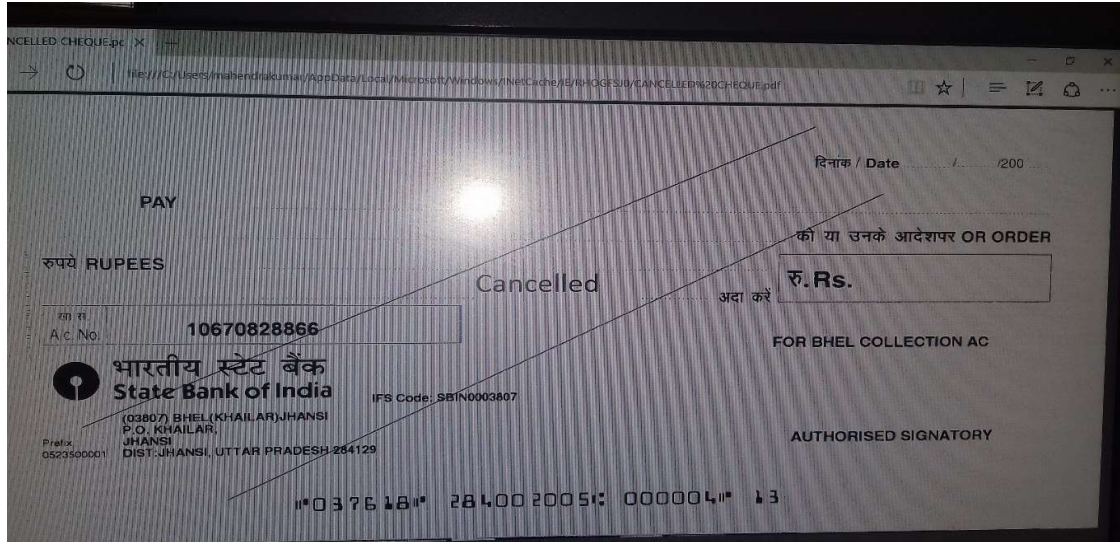 NCELLED CHEQUE.pc
file:///C:/Users/mahendrakumar/AppData/Local/Microsoft/Windows/INetCache/IE/RHOGFSJ0/CANCELLED%20CHEQUE.pdf
दिनांक / Date / /200
PAY
को या उनके आदेशपर OR ORDER
रुपये RUPEES
Cancelled
अदा करें रु. Rs.
खा सं.
A/c. No. 10670828866
FOR BHEL COLLECTION AC
भारतीय स्टेट बैंक
State Bank of India
IFS Code: SBIN0003807
(03807) BHEL(KHAILAR)JHANSI
P.O. KHAILAR,
JHANSI
DIST:JHANSI, UTTAR PRADESH-284129
Prefix
0523500001
AUTHORISED SIGNATORY
⑈037618⑈ 284002005⑆ 000004⑈ 13